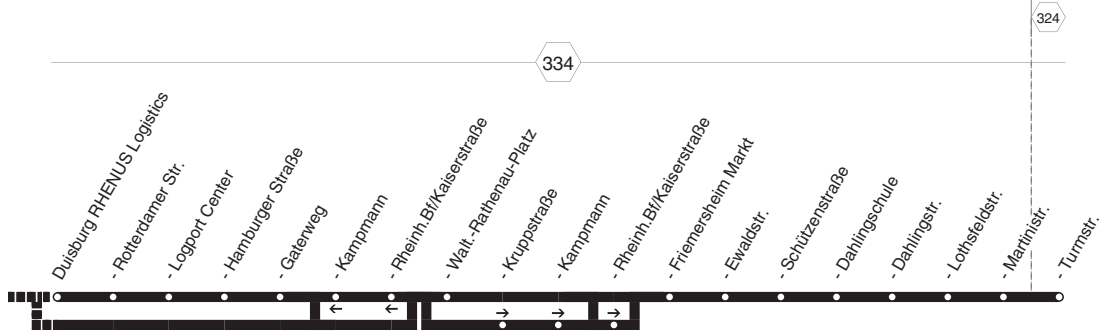 324
334
Duisburg RHENUS Logistics
- Rotterdamer Str.
- Logport Center
- Hamburger Straße
- Gaterweg
- Kampmann
- Rheinh.Bf/Kaiserstraße
- Walt.-Rathenau-Platz
- Kruppstraße
- Kampmann
- Rheinh.Bf/Kaiserstraße
- Friemersheim Markt
- Ewaldstr.
- Schützenstraße
- Dahlingschule
- Dahlingstr.
- Lothsfeldstr.
- Martinistr.
- Turmstr.